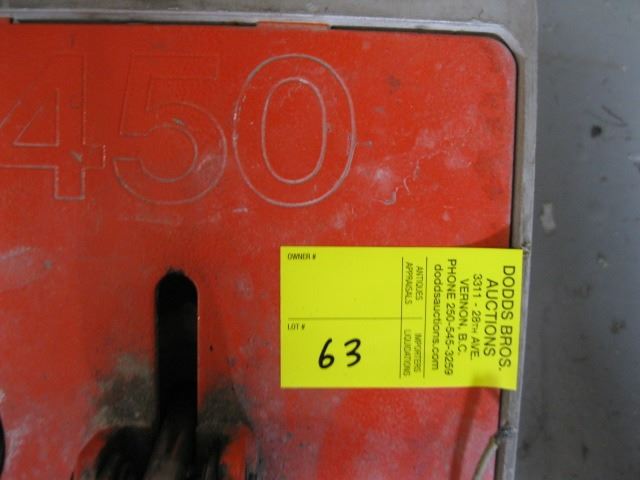 450
OWNER #
LOT #
63
ANTIQUES
APPRAISALS
IMPORTERS
LIQUIDATIONS
DODDS BROS.
AUCTIONS
3311 - 28TH AVE.
VERNON, B.C.
PHONE 250-545-3259
doddsauctions.com